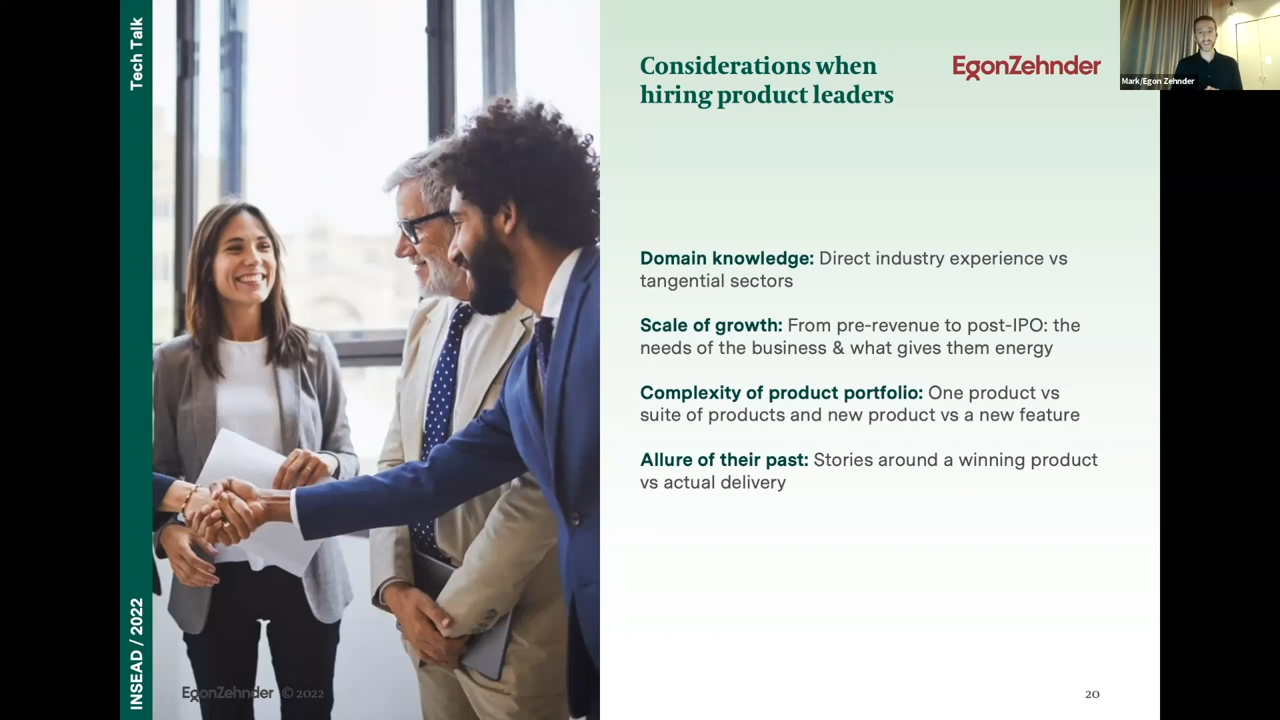 Tech Talk
INSEAD / 2022
Considerations when
hiring product leaders
EgonZehnder
Mark/Egon Zehnder
Domain knowledge: Direct industry experience vs
tangential sectors
Scale of growth: From pre-revenue to post-IPO: the
needs of the business & what gives them energy
Complexity of product portfolio: One product vs
suite of products and new product vs a new feature
Allure of their past: Stories around a winning product
vs actual delivery
EgonZehnder © 2022
20